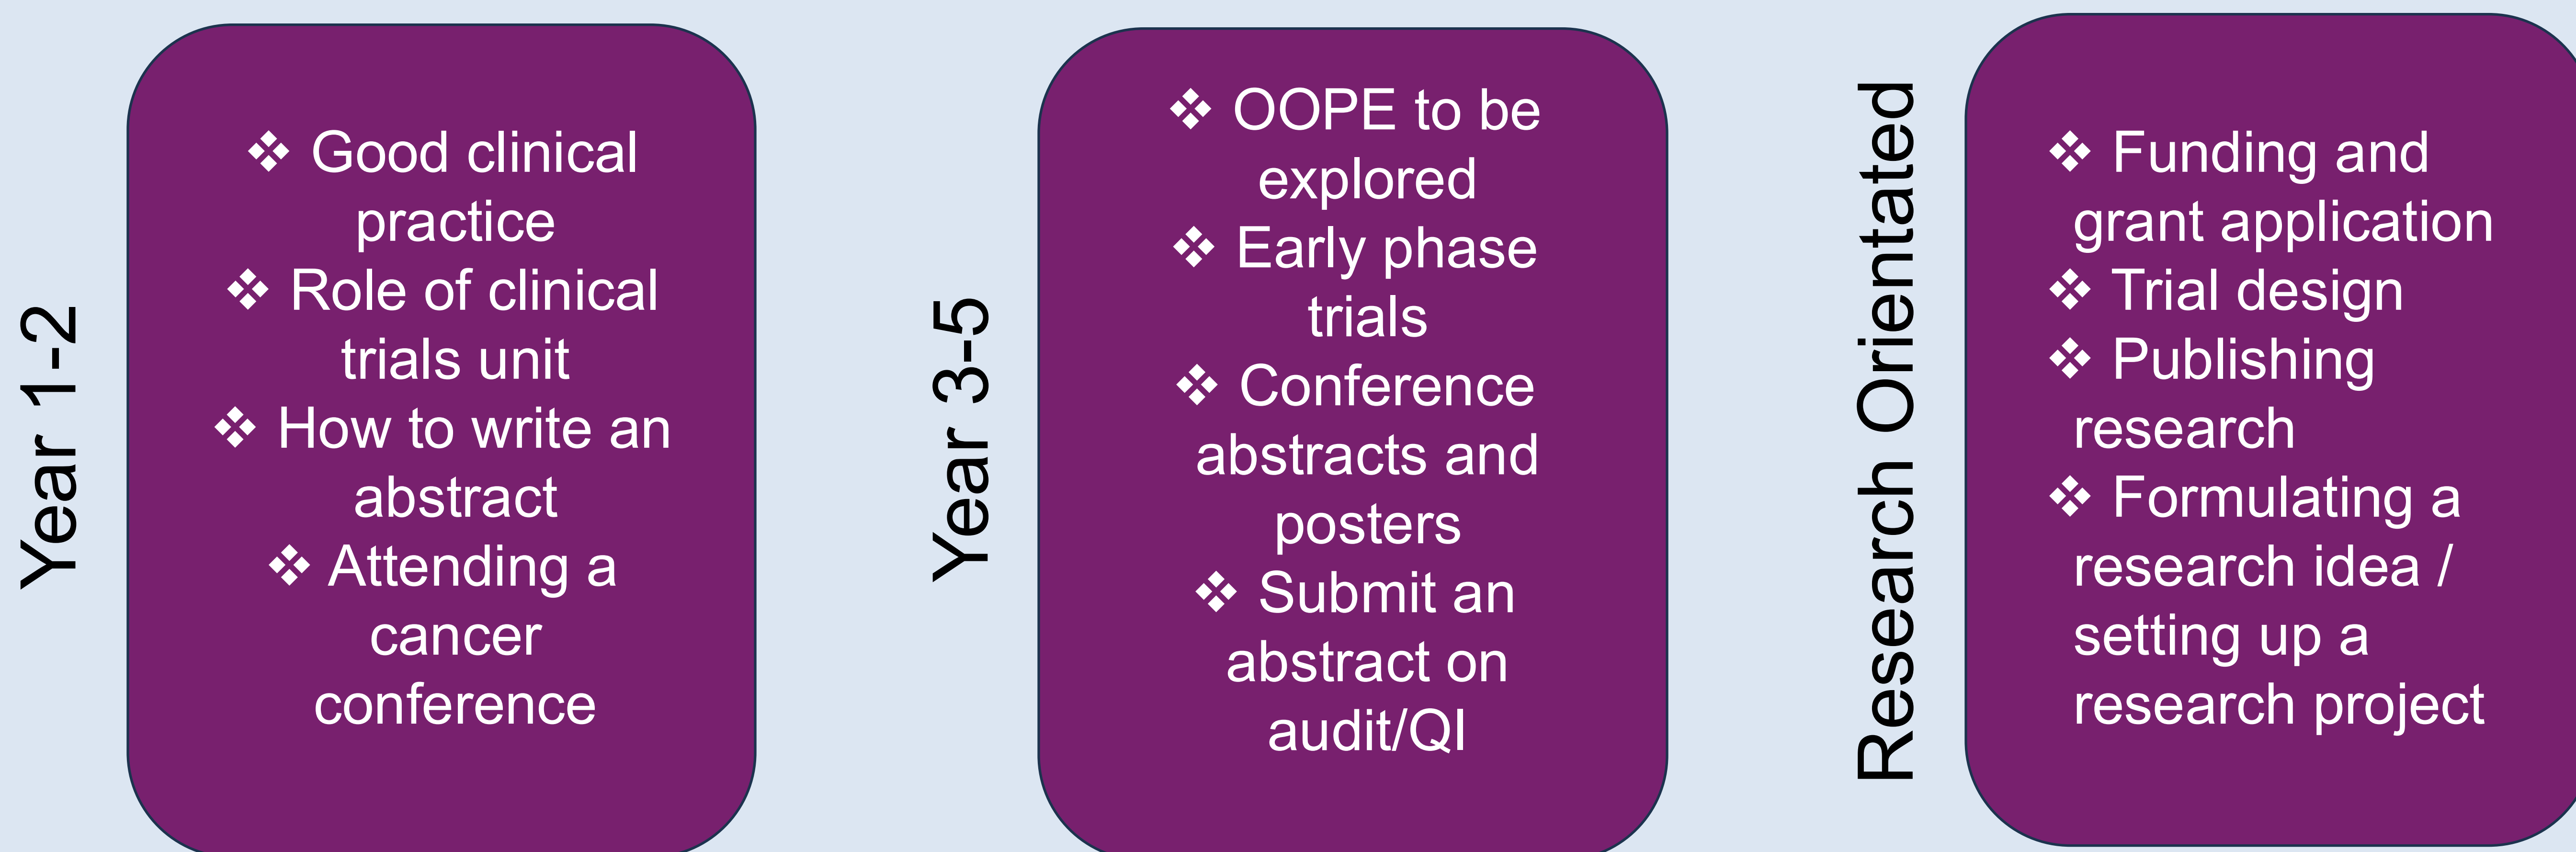 Year 1-2
❖ Good clinical
practice
❖ Role of clinical
trials unit
❖ How to write an
abstract
❖ Attending a
cancer
conference
Year 3-5
❖ OOPE to be
explored
❖ Early phase
trials
❖ Conference
abstracts and
posters
❖ Submit an
abstract on
audit/QI
Research Orientated
❖ Funding and
grant application
❖ Trial design
❖ Publishing
research
❖ Formulating a
research idea /
setting up a
research project